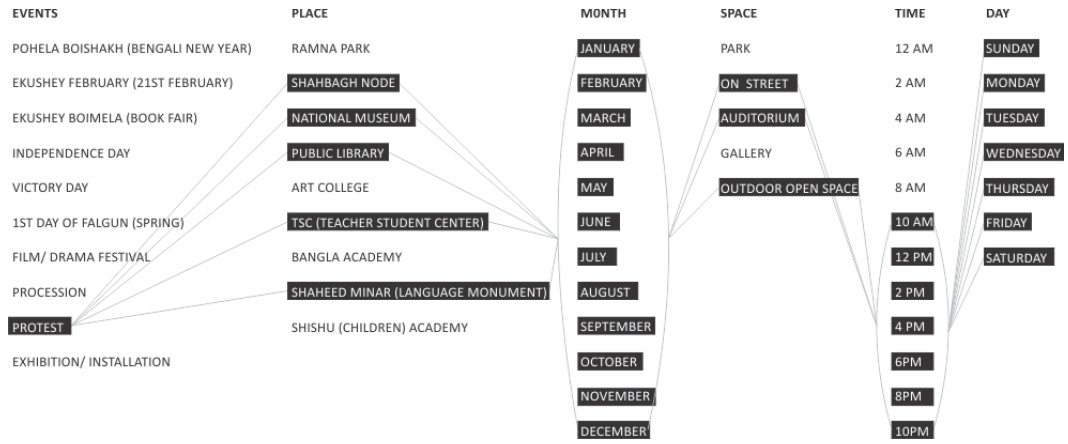 EVENTS PLACE M0NTH SPACE TIME DAY
POHELA BOISHAKH (BENGALI NEW YEAR) RAMNA PARK JANUARY PARK 12 AM SUNDAY
EKUSHEY FEBRUARY (21ST FEBRUARY) SHAHBAGH NODE FEBRUARY ON STREET 2 AM MONDAY
EKUSHEY BOIMELA (BOOK FAIR) NATIONAL MUSEUM MARCH AUDITORIUM 4 AM TUESDAY
INDEPENDENCE DAY PUBLIC LIBRARY APRIL GALLERY 6 AM WEDNESDAY
VICTORY DAY ART COLLEGE MAY OUTDOOR OPEN SPACE 8 AM THURSDAY
1ST DAY OF FALGUN (SPRING) TSC (TEACHER STUDENT CENTER) JUNE 10 AM FRIDAY
FILM/ DRAMA FESTIVAL BANGLA ACADEMY JULY 12 PM SATURDAY
PROCESSION SHAHEED MINAR (LANGUAGE MONUMENT) AUGUST 2 PM
PROTEST SHISHU (CHILDREN) ACADEMY SEPTEMBER 4 PM
EXHIBITION/ INSTALLATION OCTOBER 6PM
NOVEMBER 8PM
DECEMBER 10PM